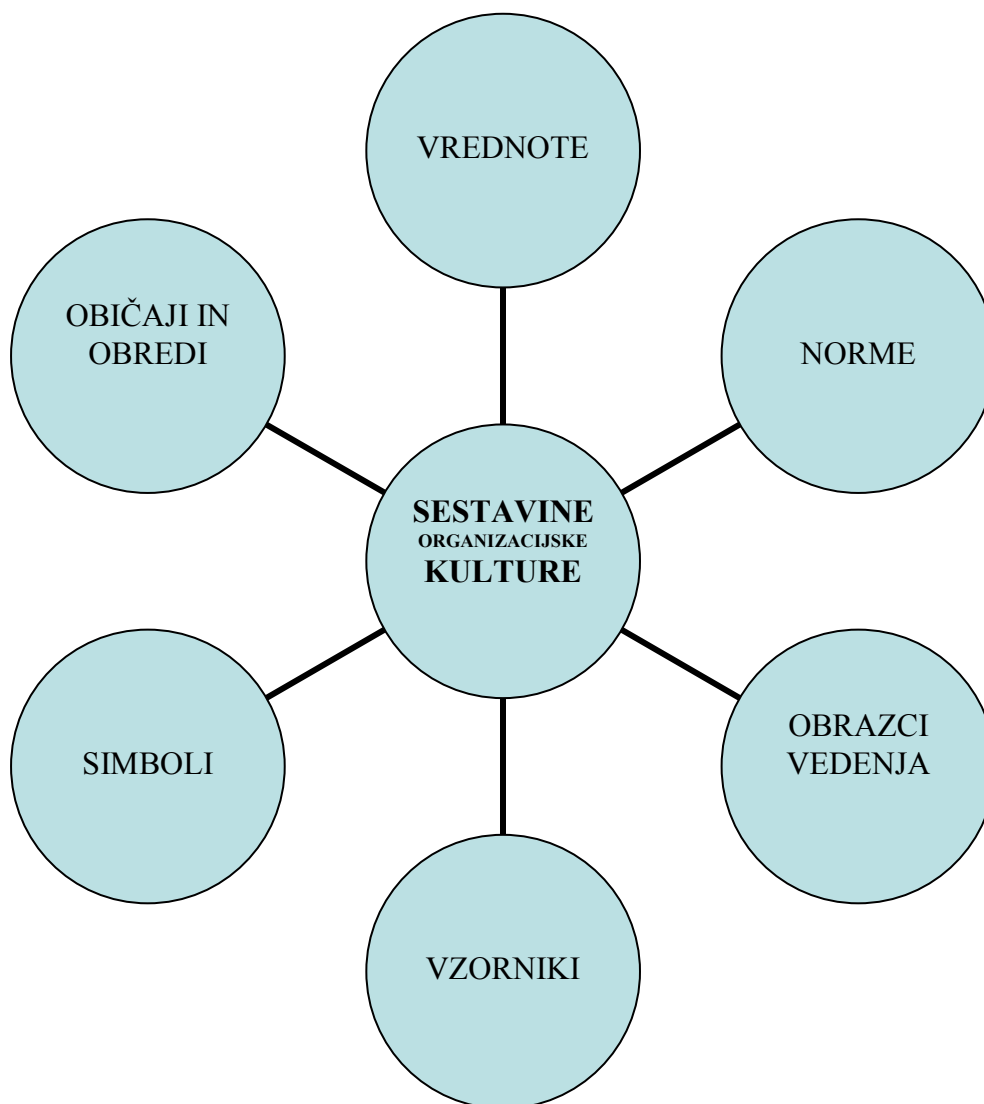 VREDNOTE
OBIČAJI IN
OBREDI
NORME
SESTAVINE
ORGANIZACIJSKE
KULTURE
SIMBOLI
OBRAZCI
VEDENJA
VZORNIKI